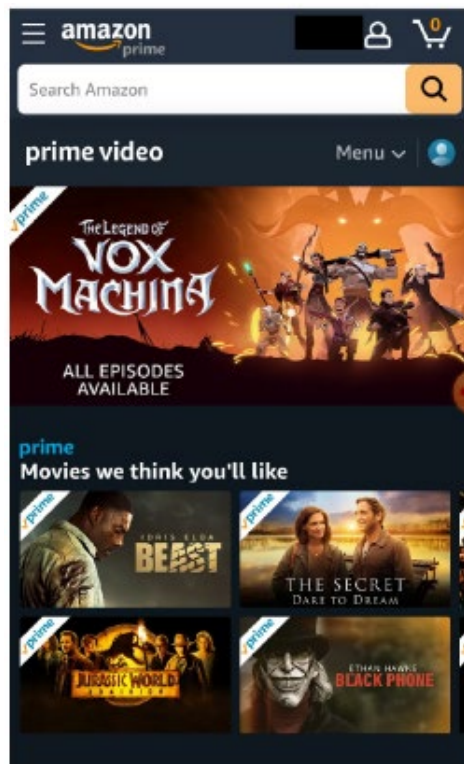 amazon
prime
0
Search Amazon
prime video
Menu
prime
THE LEGEND OF
VOX
MACHINA
ALL EPISODES
AVAILABLE
prime
Movies we think you'll like
prime
IDRIS ELBA
BEAST
prime
THE SECRET
DARE TO DREAM
prime
JURASSIC WORLD
DOMINION
prime
ETHAN HAWKE
BLACK PHONE